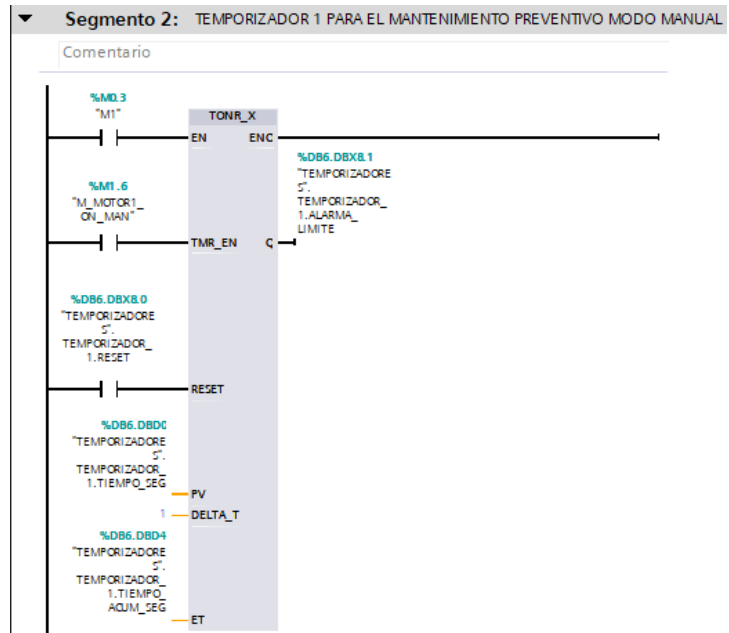 Segmento 2: TEMPORIZADOR 1 PARA EL MANTENIMIENTO PREVENTIVO MODO MANUAL
Comentario
%M0.3
"M1"
TONR_X
EN ENO
%DB6.DBX8.1
"TEMPORIZADORE
S".
TEMPORIZADOR_
1.ALARMA_
LIMITE
%M1.6
"M_MOTOR1_
ON_MAN"
TMR_EN Q
%DB6.DBX8.0
"TEMPORIZADORE
S".
TEMPORIZADOR_
1.RESET
RESET
%DB6.DBD0
"TEMPORIZADORE
S".
TEMPORIZADOR_
1.TIEMPO_SEG
PV
1 DELTA_T
%DB6.DBD4
"TEMPORIZADORE
S".
TEMPORIZADOR_
1.TIEMPO_
ACUM_SEG
ET